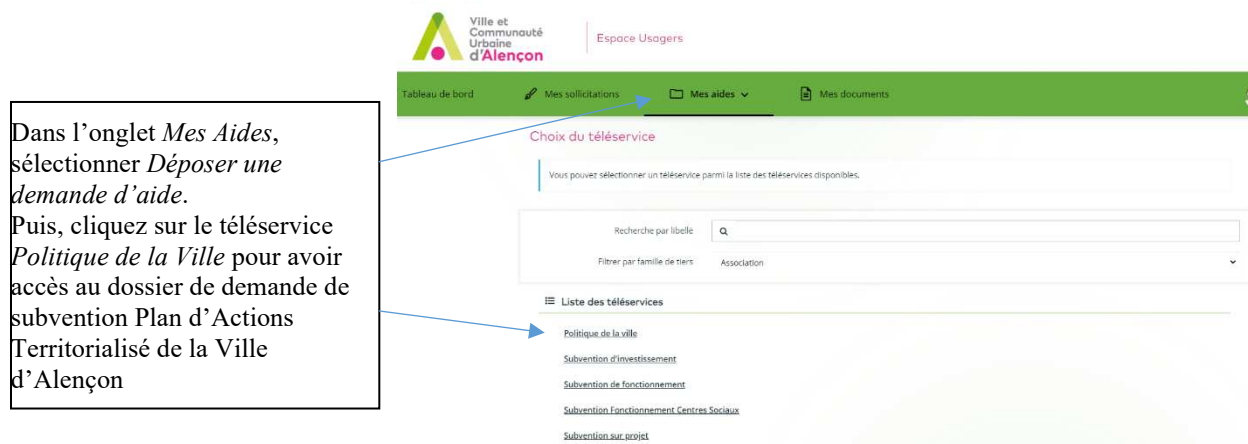 Ville et
Communauté
Urbaine
d'Alençon
Espace Usagers
Tableau de bord
Mes sollicitations
Mes aides
Mes documents
Dans l’onglet Mes Aides,
sélectionner Déposer une
demande d’aide.
Puis, cliquez sur le téléservice
Politique de la Ville pour avoir
accès au dossier de demande de
subvention Plan d’Actions
Territorialisé de la Ville
d’Alençon
Choix du téléservice
Vous pouvez sélectionner un téléservice parmi la liste des téléservices disponibles.
Recherche par libellé
Filtrer par famille de tiers
Association
Liste des téléservices
Politique de la ville
Subvention d'investissement
Subvention de fonctionnement
Subvention Fonctionnement Centres Sociaux
Subvention sur projet